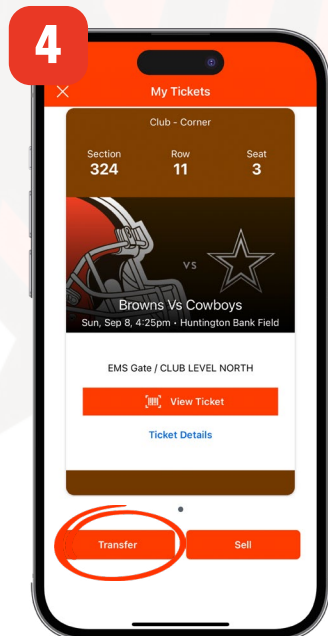 4
My Tickets
Club - Corner
Section Row Seat
324 11 3
VS
Browns Vs Cowboys
Sun, Sep 8, 4:25pm • Huntington Bank Field
EMS Gate / CLUB LEVEL NORTH
View Ticket
Ticket Details
Transfer Sell